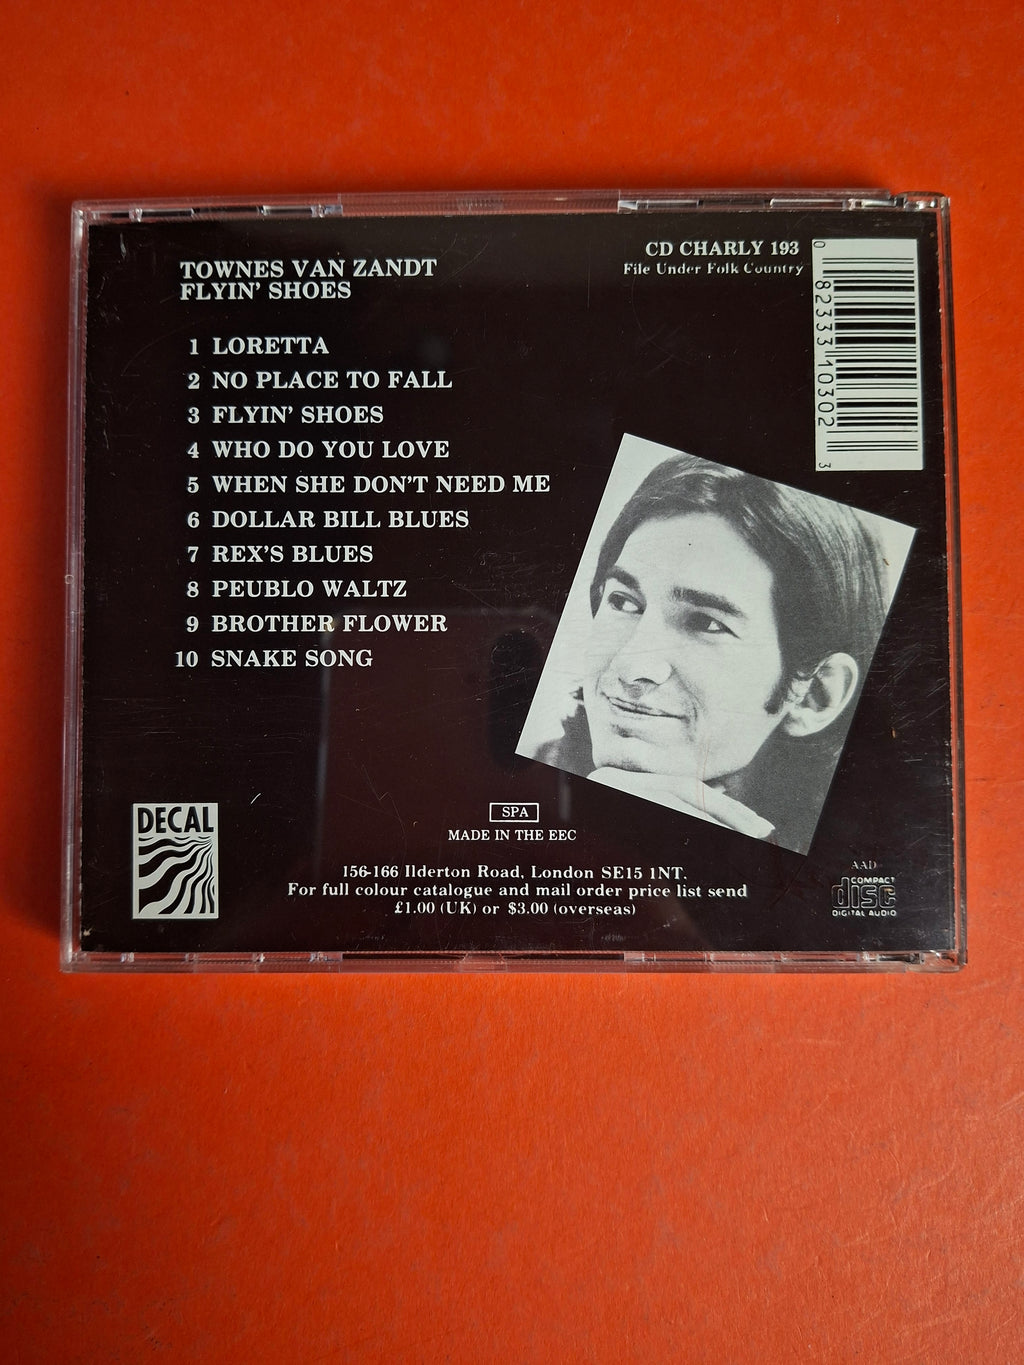 TOWNES VAN ZANDT
FLYIN' SHOES
CD CHARLY 193
File Under Folk Country
0 82333 10302 3
1 LORETTA
2 NO PLACE TO FALL
3 FLYIN' SHOES
4 WHO DO YOU LOVE
5 WHEN SHE DON'T NEED ME
6 DOLLAR BILL BLUES
7 REX'S BLUES
8 PEUBLO WALTZ
9 BROTHER FLOWER
10 SNAKE SONG
DECAL
SPA
MADE IN THE EEC
156-166 Ilderton Road, London SE15 1NT.
For full colour catalogue and mail order price list send
£1.00 (UK) or $3.00 (overseas)
AAD
COMPACT
disc
DIGITAL AUDIO